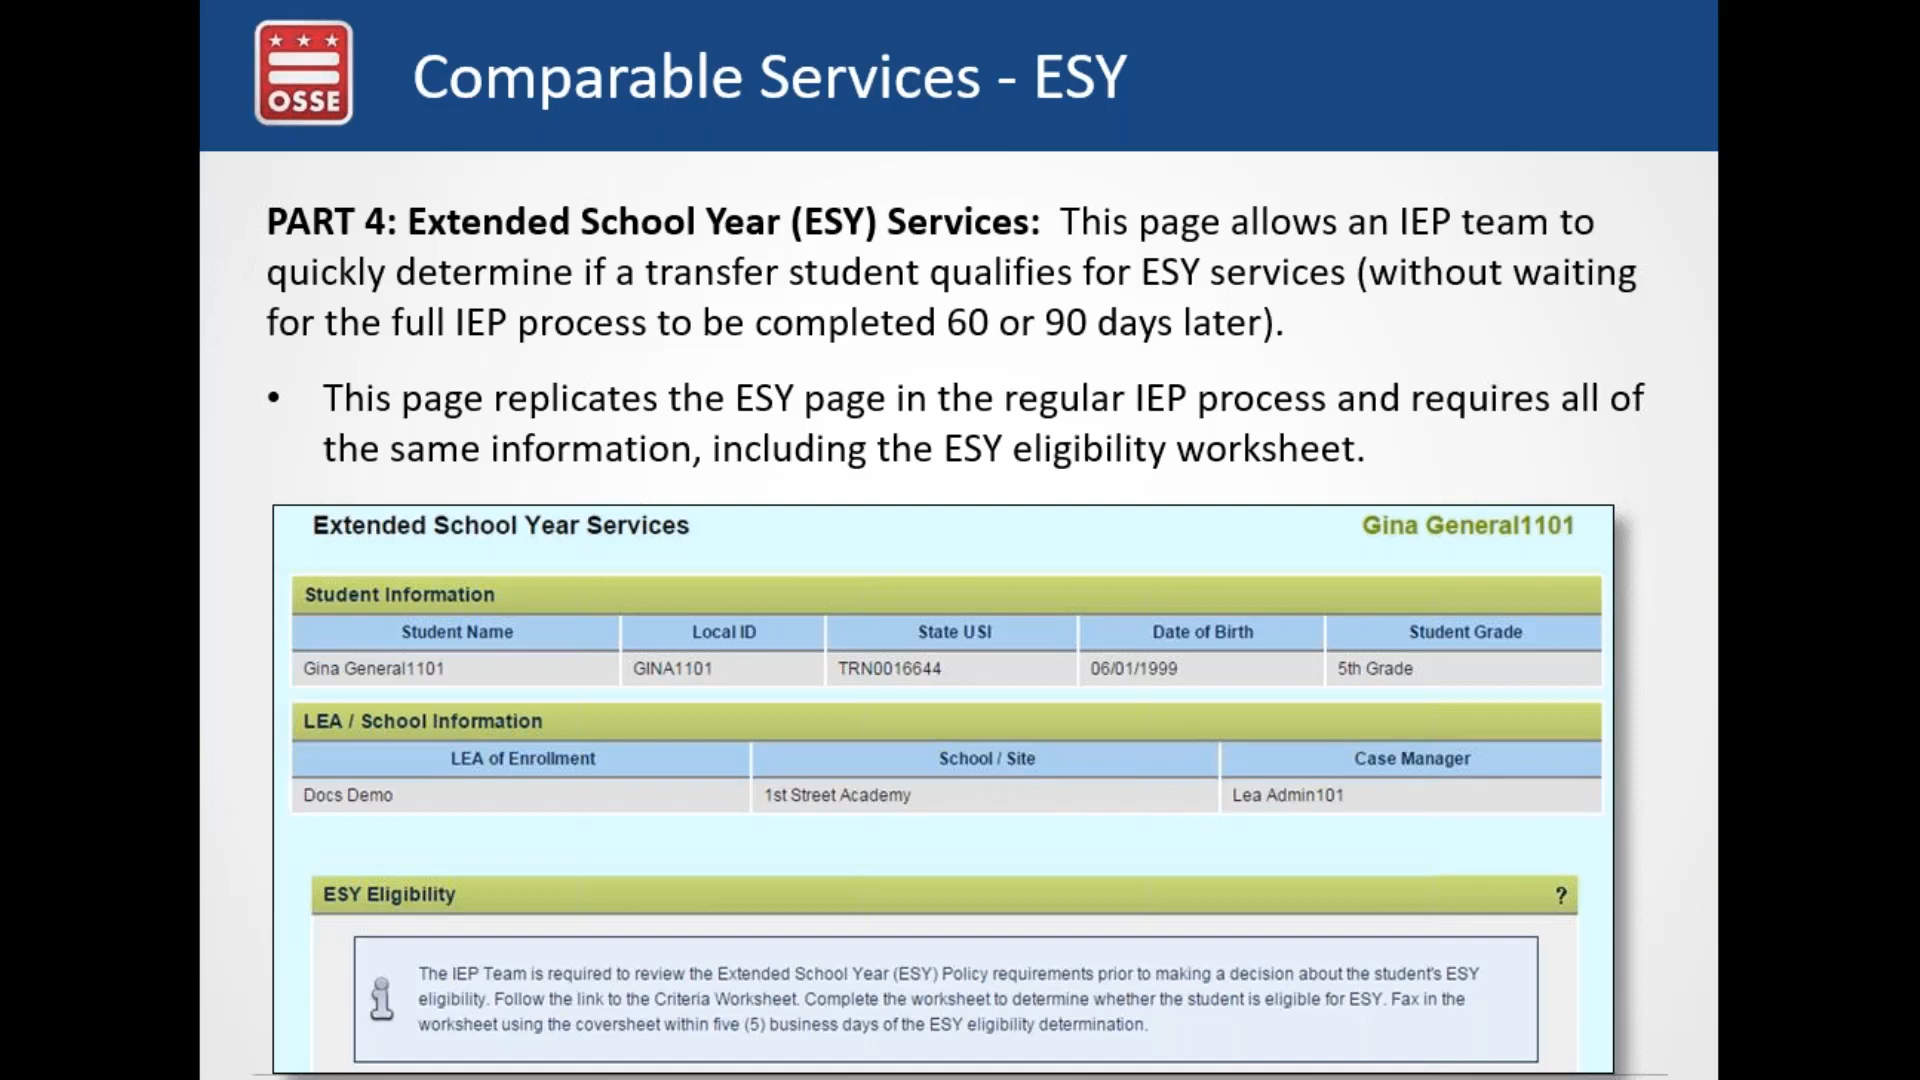 OSSE
Comparable Services - ESY
PART 4: Extended School Year (ESY) Services:  This page allows an IEP team to
quickly determine if a transfer student qualifies for ESY services (without waiting
for the full IEP process to be completed 60 or 90 days later).
• This page replicates the ESY page in the regular IEP process and requires all of
the same information, including the ESY eligibility worksheet.
Extended School Year Services Gina General1101
Student Information
Student Name Local ID State USI Date of Birth Student Grade
Gina General1101 GINA1101 TRN0016644 06/01/1999 5th Grade
LEA / School Information
LEA of Enrollment School / Site Case Manager
Docs Demo 1st Street Academy Lea Admin101
ESY Eligibility ?
The IEP Team is required to review the Extended School Year (ESY) Policy requirements prior to making a decision about the student's ESY
eligibility. Follow the link to the Criteria Worksheet. Complete the worksheet to determine whether the student is eligible for ESY. Fax in the
worksheet using the coversheet within five (5) business days of the ESY eligibility determination.